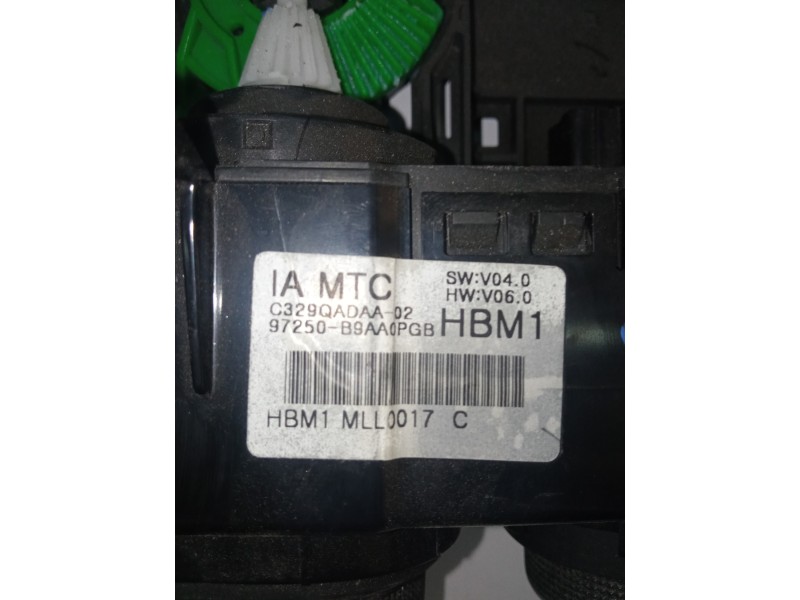 IA MTC
SW:V04.0
HW:V06.0
C329QADAA-02
97250-B9AA0PGB
HBM1
HBM1 MLL0017 C